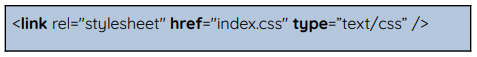 <link rel="stylesheet" href="index.css" type=”text/css” />